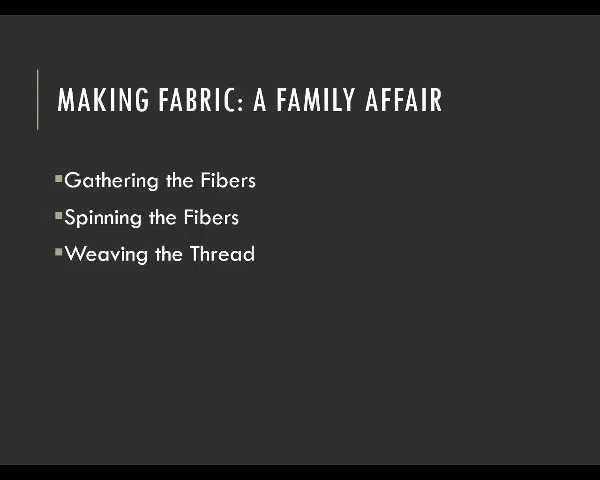 MAKING FABRIC: A FAMILY AFFAIR
▪Gathering the Fibers
▪Spinning the Fibers
▪Weaving the Thread